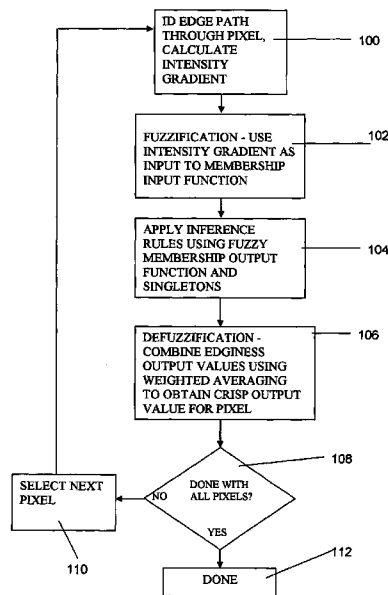 ID EDGE PATH
THROUGH PIXEL,
CALCULATE
INTENSITY
GRADIENT
100
FUZZIFICATION - USE
INTENSITY GRADIENT AS
INPUT TO MEMBERSHIP
INPUT FUNCTION
102
APPLY INFERENCE
RULES USING FUZZY
MEMBERSHIP OUTPUT
FUNCTION AND
SINGLETONS
104
DEFUZZIFICATION -
COMBINE EDGINESS
OUTPUT VALUES USING
WEIGHTED AVERAGING
TO OBTAIN CRISP OUTPUT
VALUE FOR PIXEL
106
DONE WITH
ALL PIXELS?
108
NO
YES
SELECT NEXT
PIXEL
110
DONE
112